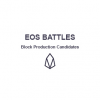 EOS BATTLES
Block Production Candidates